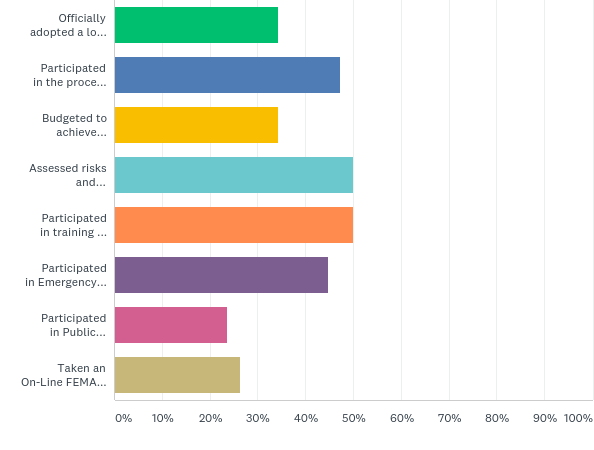 Officially
adopted a lo...
Participated
in the proce...
Budgeted to
achieve...
Assessed risks
and...
Participated
in training ...
Participated
in Emergency...
Participated
in Public...
Taken an
On-Line FEMA...
0% 10% 20% 30% 40% 50% 60% 70% 80% 90% 100%